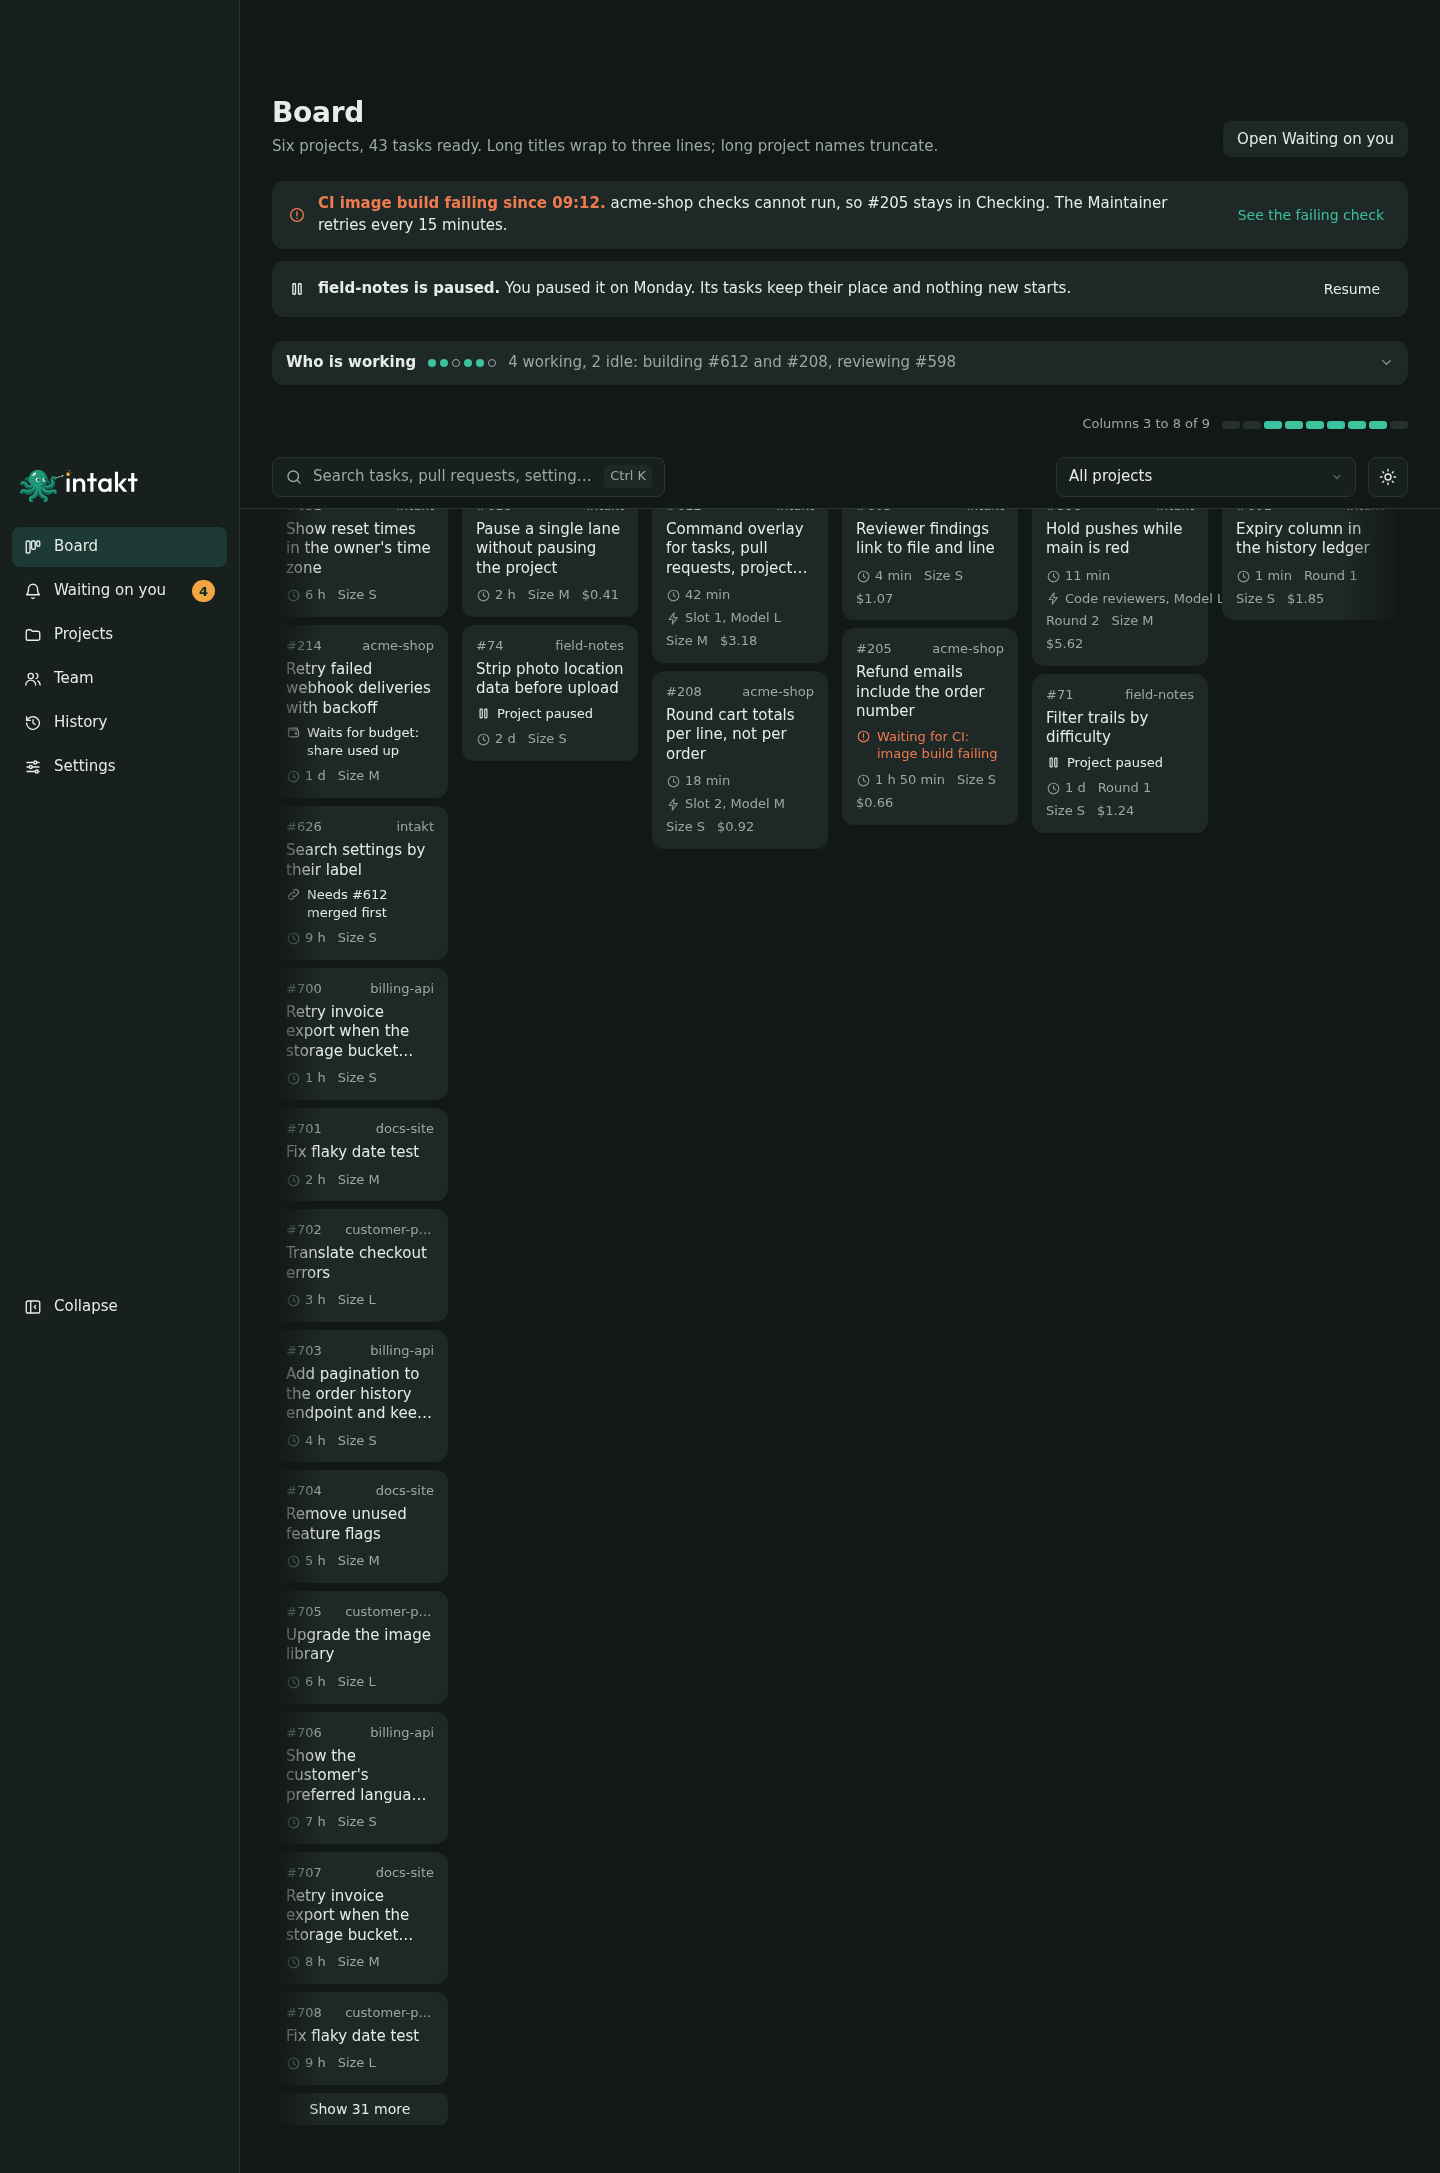 Board
Six projects, 43 tasks ready. Long titles wrap to three lines; long project names truncate.
Open Waiting on you
CI image build failing since 09:12. acme-shop checks cannot run, so #205 stays in Checking. The Maintainer
retries every 15 minutes.
See the failing check
field-notes is paused. You paused it on Monday. Its tasks keep their place and nothing new starts.
Resume
Who is working
4 working, 2 idle: building #612 and #208, reviewing #598
Columns 3 to 8 of 9
Search tasks, pull requests, setting…
Ctrl K
All projects
intakt
Board
Waiting on you
4
Projects
Team
History
Settings
Collapse
Show reset times
in the owner's time
zone
6 h Size S
#214 acme-shop
Retry failed
webhook deliveries
with backoff
Waits for budget:
share used up
1 d Size M
#626 intakt
Search settings by
their label
Needs #612
merged first
9 h Size S
#700 billing-api
Retry invoice
export when the
storage bucket…
1 h Size S
#701 docs-site
Fix flaky date test
2 h Size M
#702 customer-p…
Translate checkout
errors
3 h Size L
#703 billing-api
Add pagination to
the order history
endpoint and kee…
4 h Size S
#704 docs-site
Remove unused
feature flags
5 h Size M
#705 customer-p…
Upgrade the image
library
6 h Size L
#706 billing-api
Show the
customer's
preferred langua…
7 h Size S
#707 docs-site
Retry invoice
export when the
storage bucket…
8 h Size M
#708 customer-p…
Fix flaky date test
9 h Size L
Show 31 more
Pause a single lane
without pausing
the project
2 h Size M $0.41
#74 field-notes
Strip photo location
data before upload
Project paused
2 d Size S
Command overlay
for tasks, pull
requests, project…
42 min
Slot 1, Model L
Size M $3.18
#208 acme-shop
Round cart totals
per line, not per
order
18 min
Slot 2, Model M
Size S $0.92
Reviewer findings
link to file and line
4 min Size S
$1.07
#205 acme-shop
Refund emails
include the order
number
Waiting for CI:
image build failing
1 h 50 min Size S
$0.66
Hold pushes while
main is red
11 min
Code reviewers, Model L
Round 2 Size M
$5.62
#71 field-notes
Filter trails by
difficulty
Project paused
1 d Round 1
Size S $1.24
Expiry column in
the history ledger
1 min Round 1
Size S $1.85